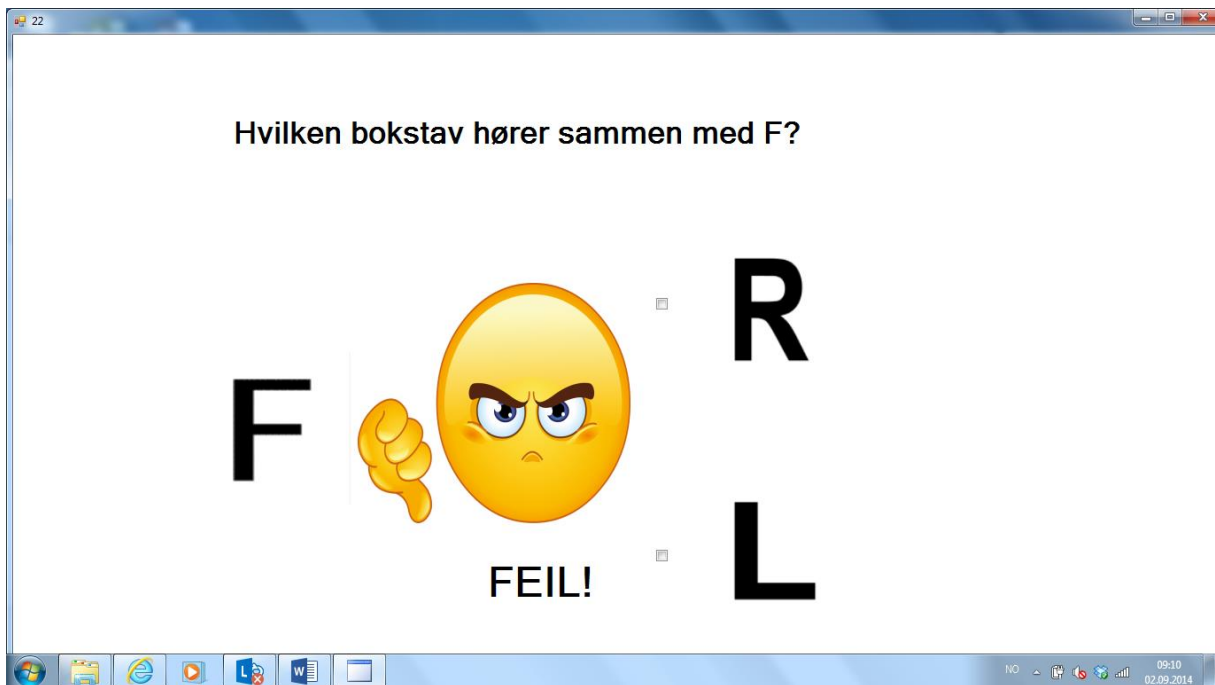 22
Hvilken bokstav hører sammen med F?
R
F
FEIL!
L
NO
09:10
02.09.2014